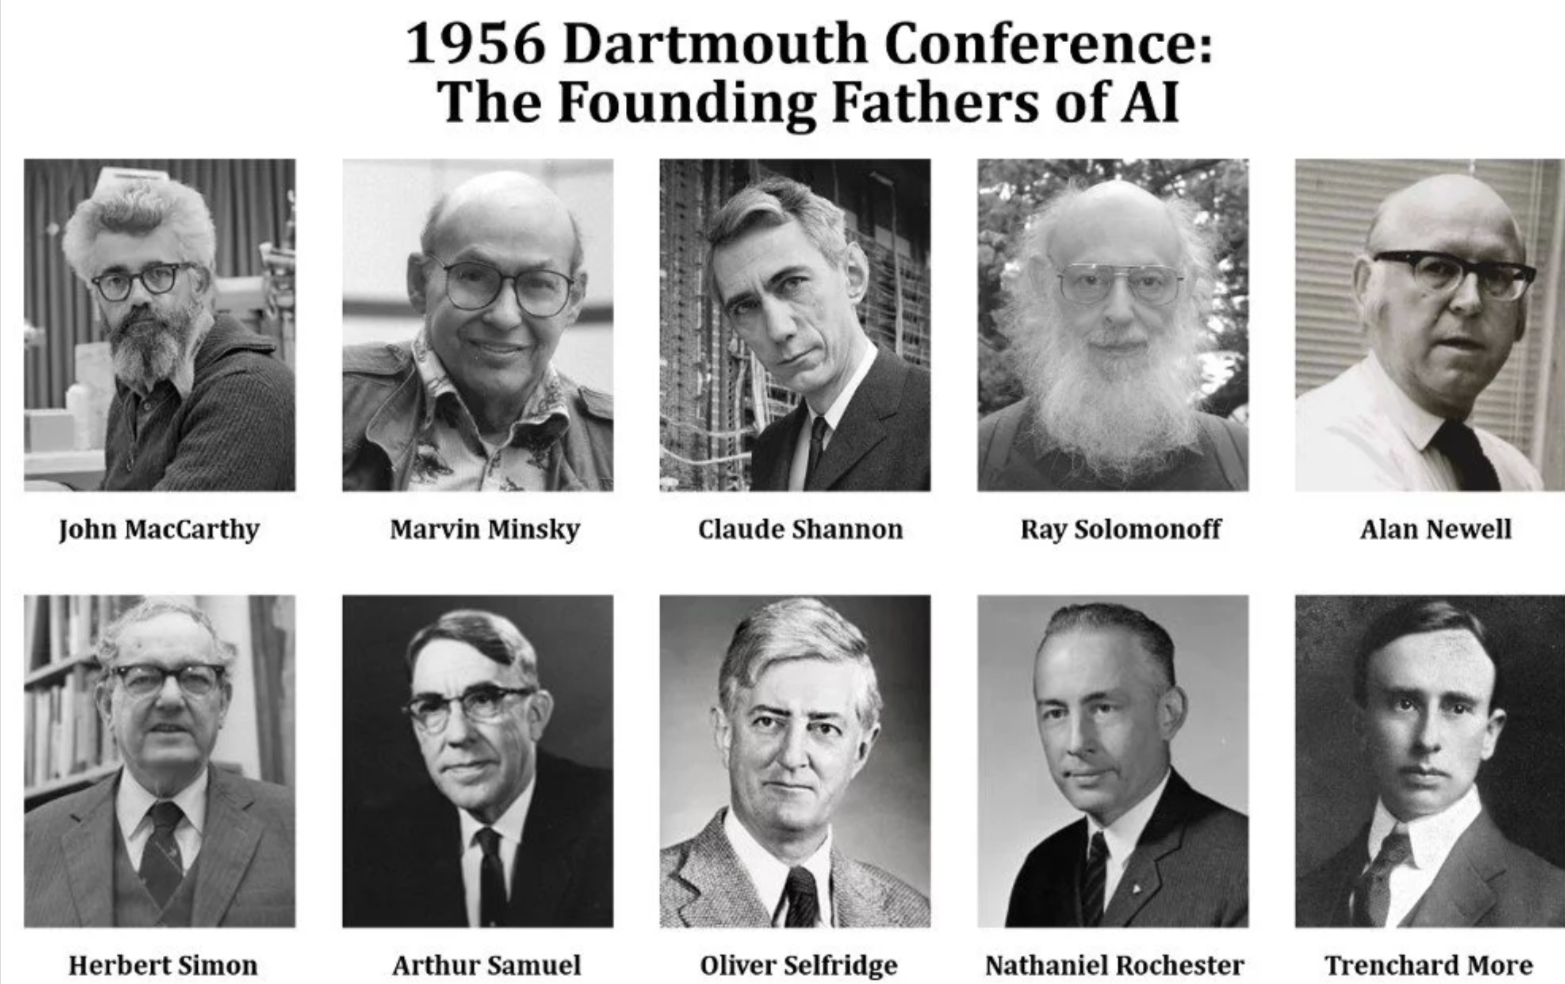 1956 Dartmouth Conference:
The Founding Fathers of AI
John MacCarthy
Marvin Minsky
Claude Shannon
Ray Solomonoff
Alan Newell
Herbert Simon
Arthur Samuel
Oliver Selfridge
Nathaniel Rochester
Trenchard More